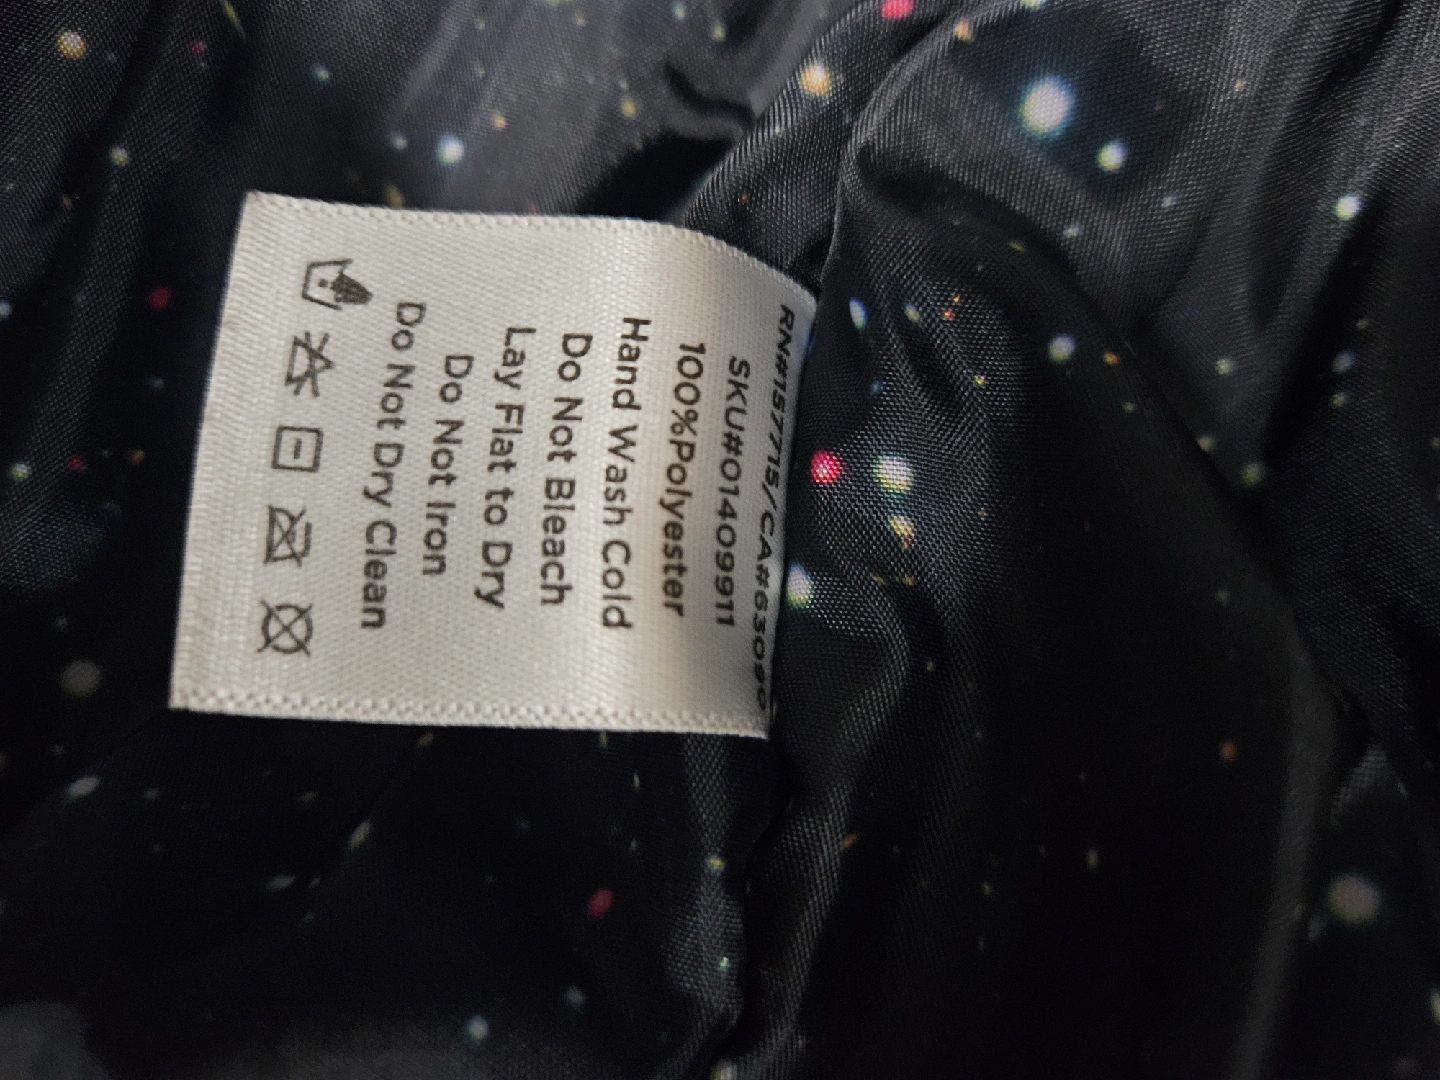 RN#157715/CA#63090
SKU#01409911
100%Polyester
Hand Wash Cold
Do Not Bleach
Lay Flat to Dry
Do Not Iron
Do Not Dry Clean